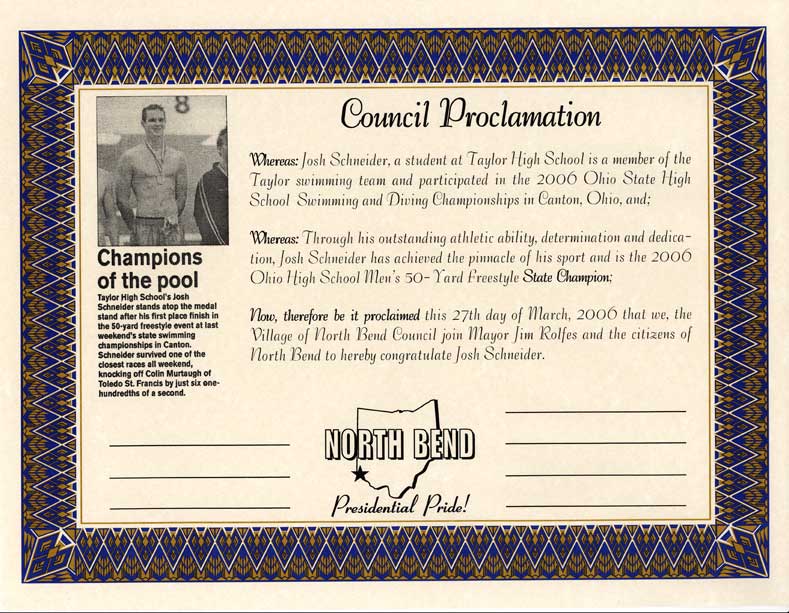 8
Council Proclamation
Whereas: Josh Schneider, a student at Taylor High School is a member of the
Taylor swimming team and participated in the 2006 Ohio State High
School Swimming and Diving Championships in Canton, Ohio, and;
Whereas: Through his outstanding athletic ability, determination and dedica-
tion, Josh Schneider has achieved the pinnacle of his sport and is the 2006
Ohio High School Men's 50-Yard Freestyle State Champion;
Now, therefore be it proclaimed this 27th day of March, 2006 that we, the
Village of North Bend Council join Mayor Jim Rolfes and the citizens of
North Bend to hereby congratulate Josh Schneider.
Champions
of the pool
Taylor High School's Josh
Schneider stands atop the medal
stand after his first place finish in
the 50-yard freestyle event at last
weekend's state swimming
championships in Canton.
Schneider survived one of the
closest races all weekend,
knocking off Colin Murtaugh of
Toledo St. Francis by just six one-
hundredths of a second.
NORTH BEND
Presidential Pride!